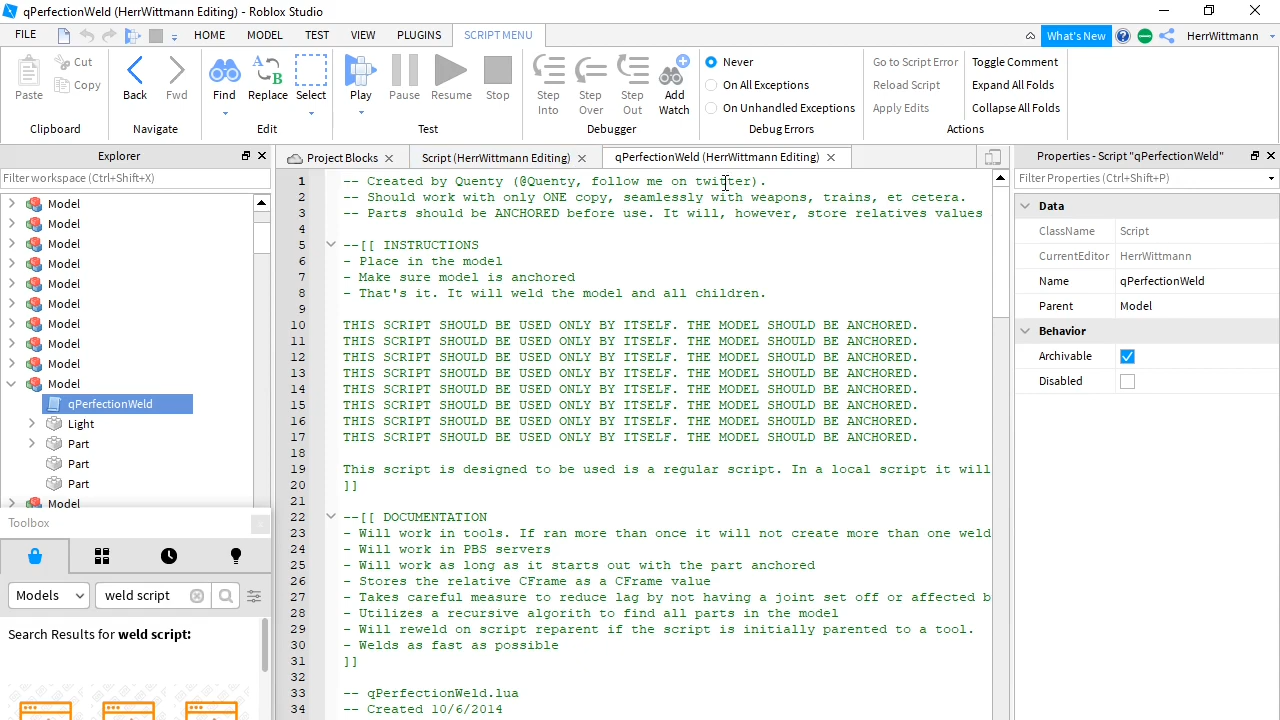 qPerfectionWeld (HerrWittmann Editing) - Roblox Studio
FILE HOME MODEL TEST VIEW PLUGINS SCRIPT MENU What's New HerrWittmann
Paste Cut Copy Back Fwd Find Replace Select Play Pause Resume Stop Step Into Step Over Step Out Add Watch
Never
On All Exceptions
On Unhandled Exceptions
Go to Script Error
Reload Script
Apply Edits
Toggle Comment
Expand All Folds
Collapse All Folds
Clipboard Navigate Edit Test Debugger Debug Errors Actions
Explorer
Filter workspace (Ctrl+Shift+X)
Model
Model
Model
Model
Model
Model
Model
Model
Model
Model
qPerfectionWeld
Light
Part
Part
Part
Model
Toolbox
Models weld script
Search Results for weld script:
Project Blocks Script (HerrWittmann Editing) qPerfectionWeld (HerrWittmann Editing)
1 -- Created by Quenty (@Quenty, follow me on twitter).
2 -- Should work with only ONE copy, seamlessly with weapons, trains, et cetera.
3 -- Parts should be ANCHORED before use. It will, however, store relatives values
4
5 --[[ INSTRUCTIONS
6 - Place in the model
7 - Make sure model is anchored
8 - That's it. It will weld the model and all children.
9
10 THIS SCRIPT SHOULD BE USED ONLY BY ITSELF. THE MODEL SHOULD BE ANCHORED.
11 THIS SCRIPT SHOULD BE USED ONLY BY ITSELF. THE MODEL SHOULD BE ANCHORED.
12 THIS SCRIPT SHOULD BE USED ONLY BY ITSELF. THE MODEL SHOULD BE ANCHORED.
13 THIS SCRIPT SHOULD BE USED ONLY BY ITSELF. THE MODEL SHOULD BE ANCHORED.
14 THIS SCRIPT SHOULD BE USED ONLY BY ITSELF. THE MODEL SHOULD BE ANCHORED.
15 THIS SCRIPT SHOULD BE USED ONLY BY ITSELF. THE MODEL SHOULD BE ANCHORED.
16 THIS SCRIPT SHOULD BE USED ONLY BY ITSELF. THE MODEL SHOULD BE ANCHORED.
17 THIS SCRIPT SHOULD BE USED ONLY BY ITSELF. THE MODEL SHOULD BE ANCHORED.
18
19 This script is designed to be used is a regular script. In a local script it will
20 ]]
21
22 --[[ DOCUMENTATION
23 - Will work in tools. If ran more than once it will not create more than one weld
24 - Will work in PBS servers
25 - Will work as long as it starts out with the part anchored
26 - Stores the relative CFrame as a CFrame value
27 - Takes careful measure to reduce lag by not having a joint set off or affected b
28 - Utilizes a recursive algorith to find all parts in the model
29 - Will reweld on script reparent if the script is initially parented to a tool.
30 - Welds as fast as possible
31 ]]
32
33 -- qPerfectionWeld.lua
34 -- Created 10/6/2014
Properties - Script "qPerfectionWeld"
Filter Properties (Ctrl+Shift+P)
Data
ClassName Script
CurrentEditor HerrWittmann
Name qPerfectionWeld
Parent Model
Behavior
Archivable
Disabled